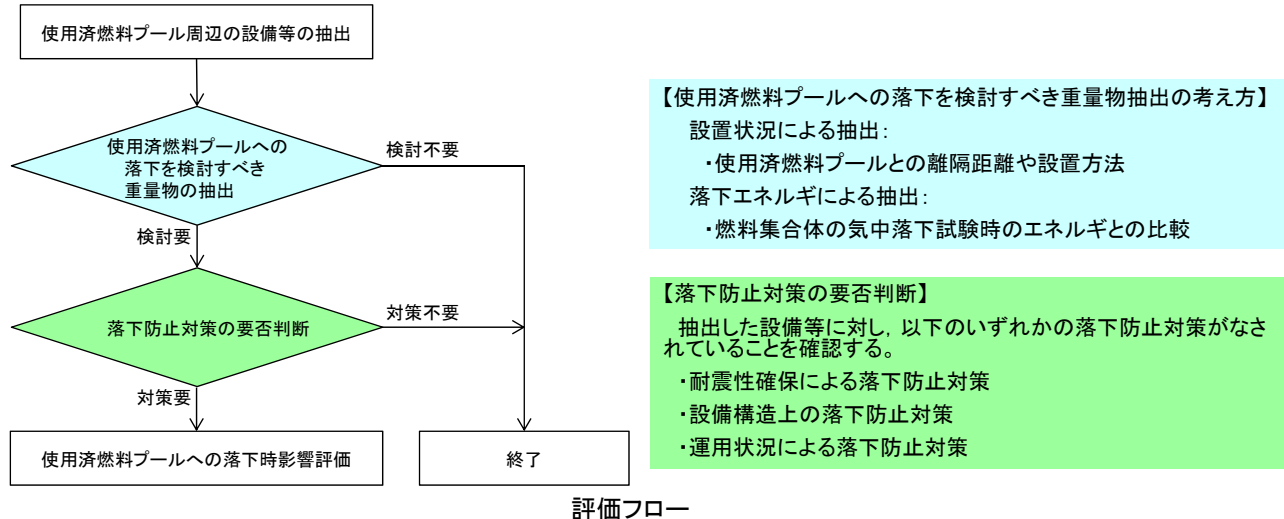 使用済燃料プール周辺の設備等の抽出
使用済燃料プールへの
落下を検討すべき
重量物の抽出
検討不要
検討要
落下防止対策の要否判断
対策不要
対策要
使用済燃料プールへの落下時影響評価
終了
【使用済燃料プールへの落下を検討すべき重量物抽出の考え方】
設置状況による抽出：
・使用済燃料プールとの離隔距離や設置方法
落下エネルギによる抽出：
・燃料集合体の気中落下試験時のエネルギとの比較
【落下防止対策の要否判断】
抽出した設備等に対し，以下のいずれかの落下防止対策がなさ
れていることを確認する。
・耐震性確保による落下防止対策
・設備構造上の落下防止対策
・運用状況による落下防止対策
評価フロー